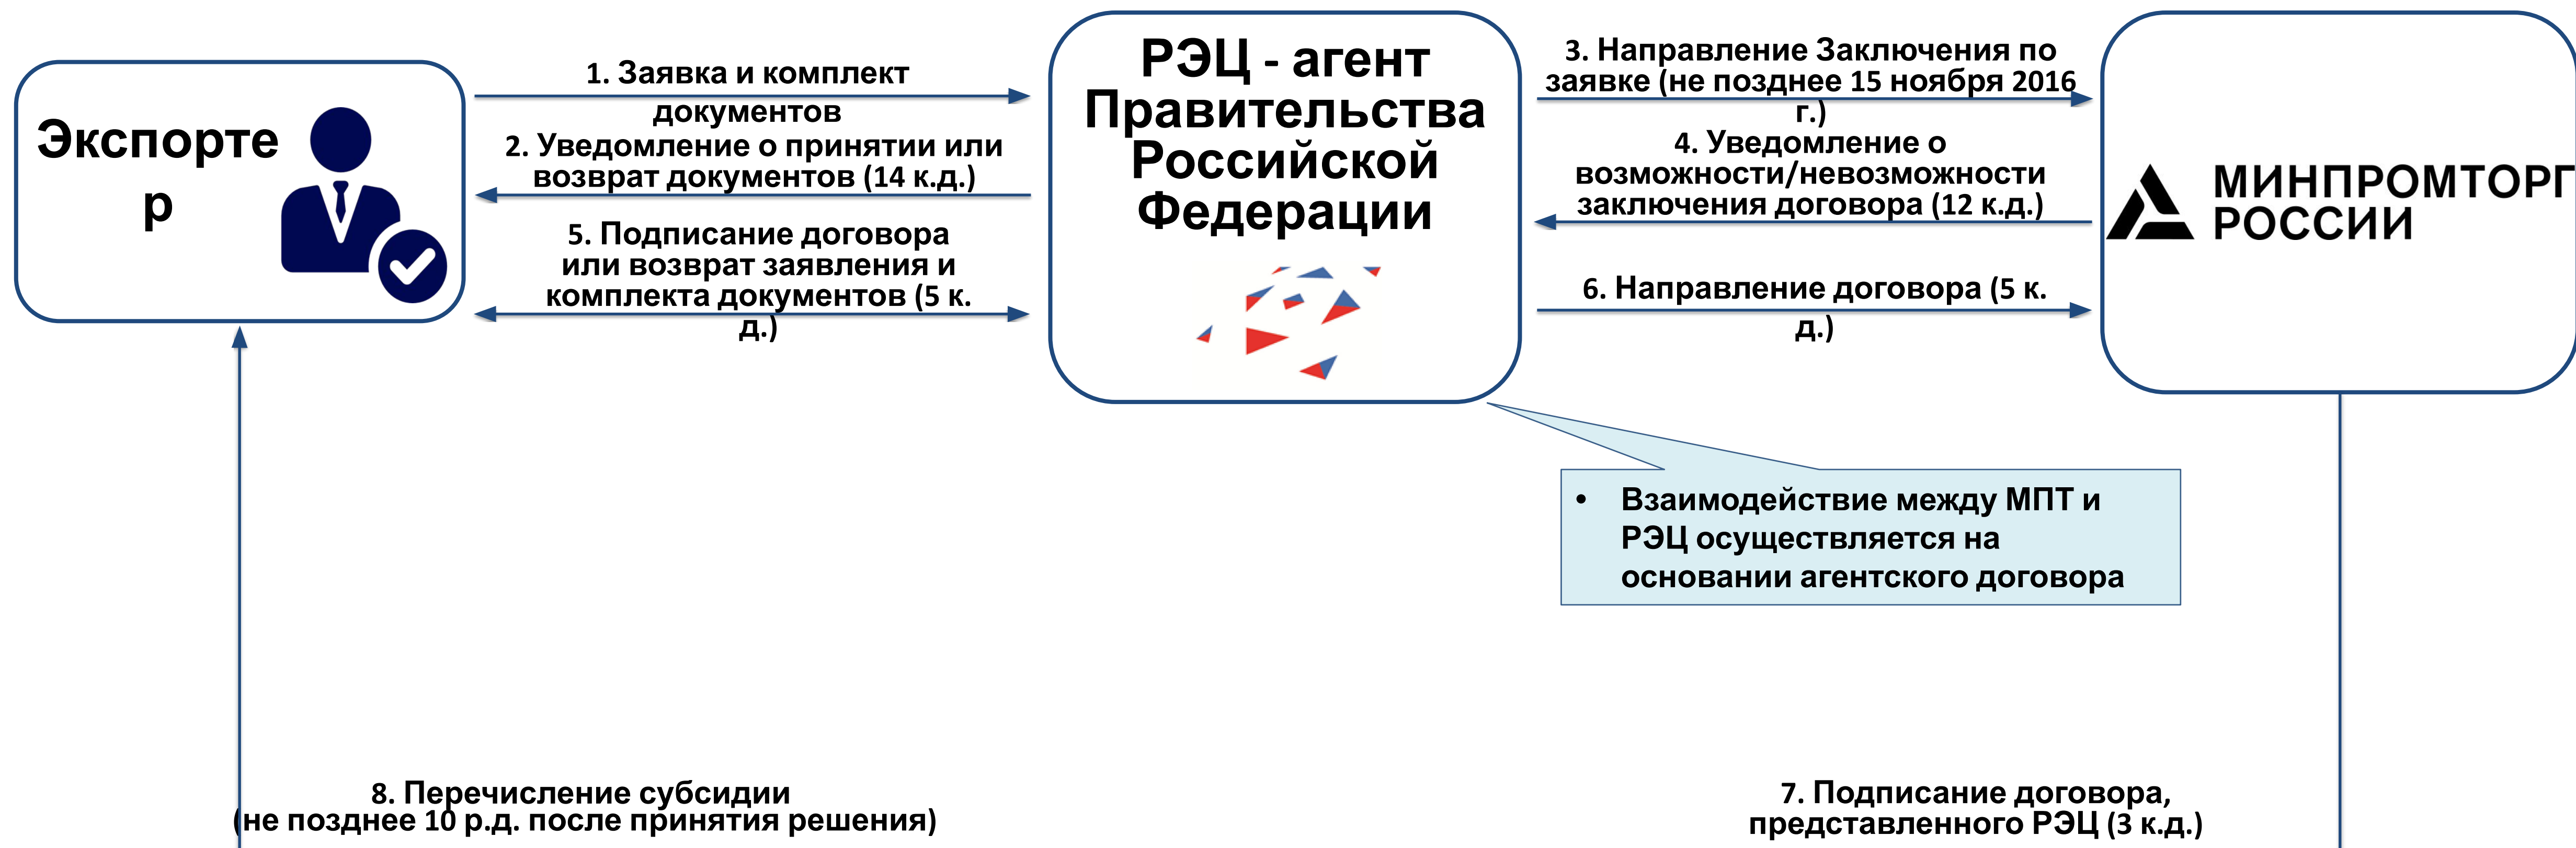 Экспорте
р
1. Заявка и комплект
документов
2. Уведомление о принятии или
возврат документов (14 к.д.)
5. Подписание договора
или возврат заявления и
комплекта документов (5 к.
д.)
РЭЦ - агент
Правительства
Российской
Федерации
3. Направление Заключения по
заявке (не позднее 15 ноября 2016
г.)
4. Уведомление о
возможности/невозможности
заключения договора (12 к.д.)
6. Направление договора (5 к.
д.)
МИНПРОМТОРГ
РОССИИ
• Взаимодействие между МПТ и
РЭЦ осуществляется на
основании агентского договора
8. Перечисление субсидии
(не позднее 10 р.д. после принятия решения)
7. Подписание договора,
представленного РЭЦ (3 к.д.)